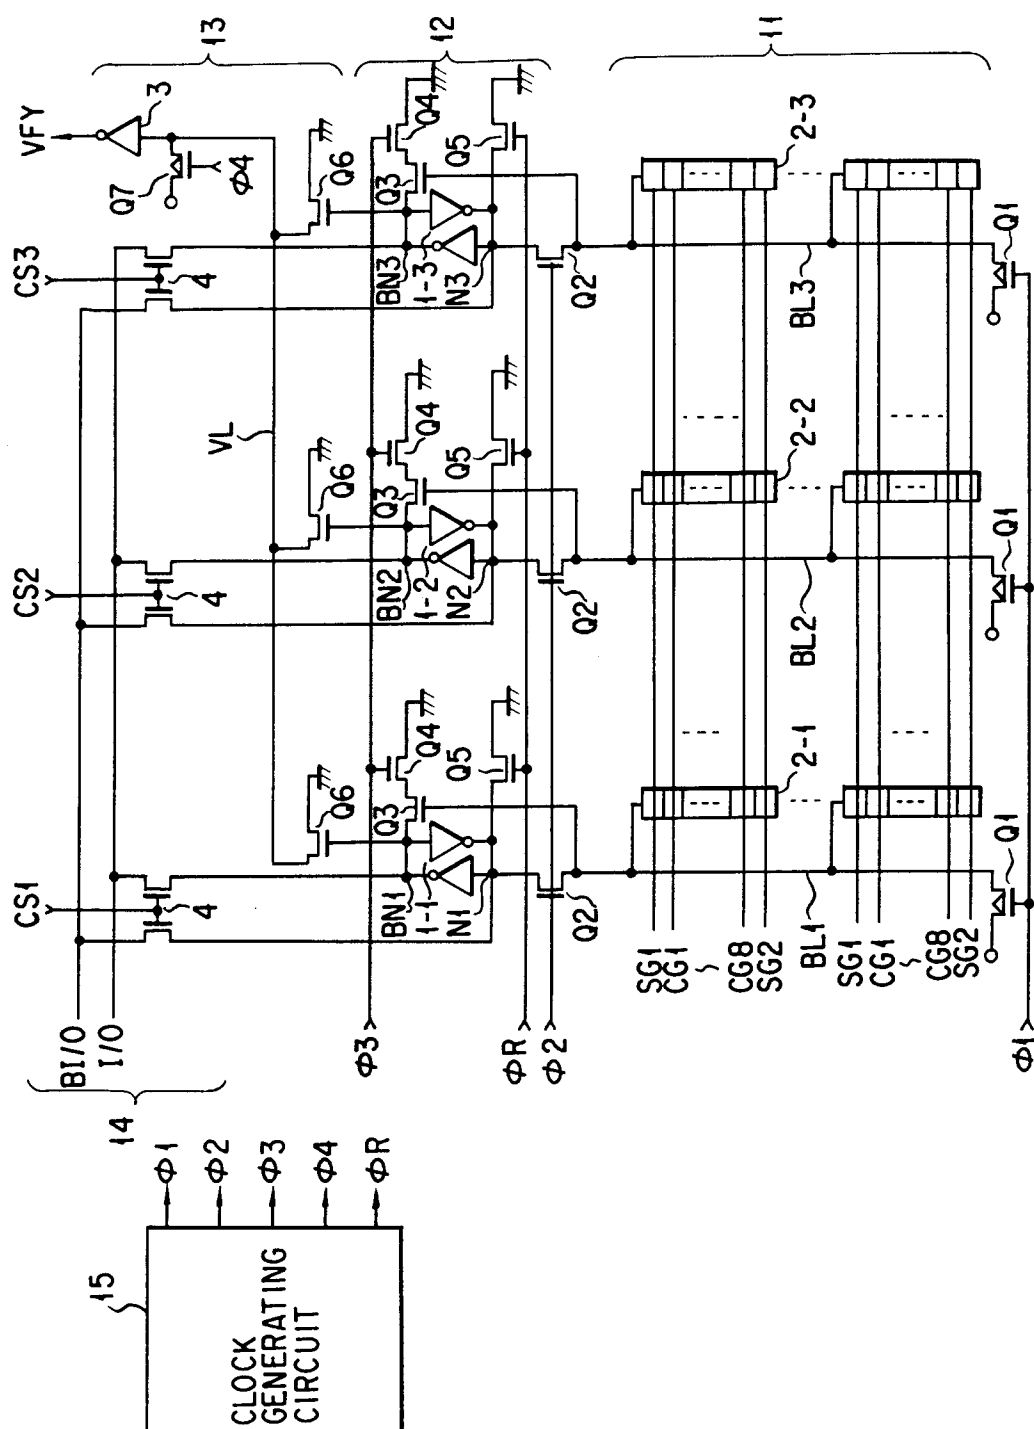 CS1
CS2
CS3
VFY
3
Q7
Φ4
13
BI/O
I/O
14
4
4
4
VL
Q6
Q6
Q6
12
Φ3
BN1
1-1
N1
Q3
Q4
Q5
BN2
1-2
N2
Q3
Q4
Q5
BN3
1-3
N3
Q3
Q4
Q5
ΦR
Φ2
Q2
Q2
Q2
11
SG1
CG1
CG8
SG2
2-1
2-2
2-3
BL1
BL2
BL3
SG1
CG1
CG8
SG2
Q1
Q1
Q1
Φ1
15
CLOCK
GENERATING
CIRCUIT
Φ1
Φ2
Φ3
Φ4
ΦR